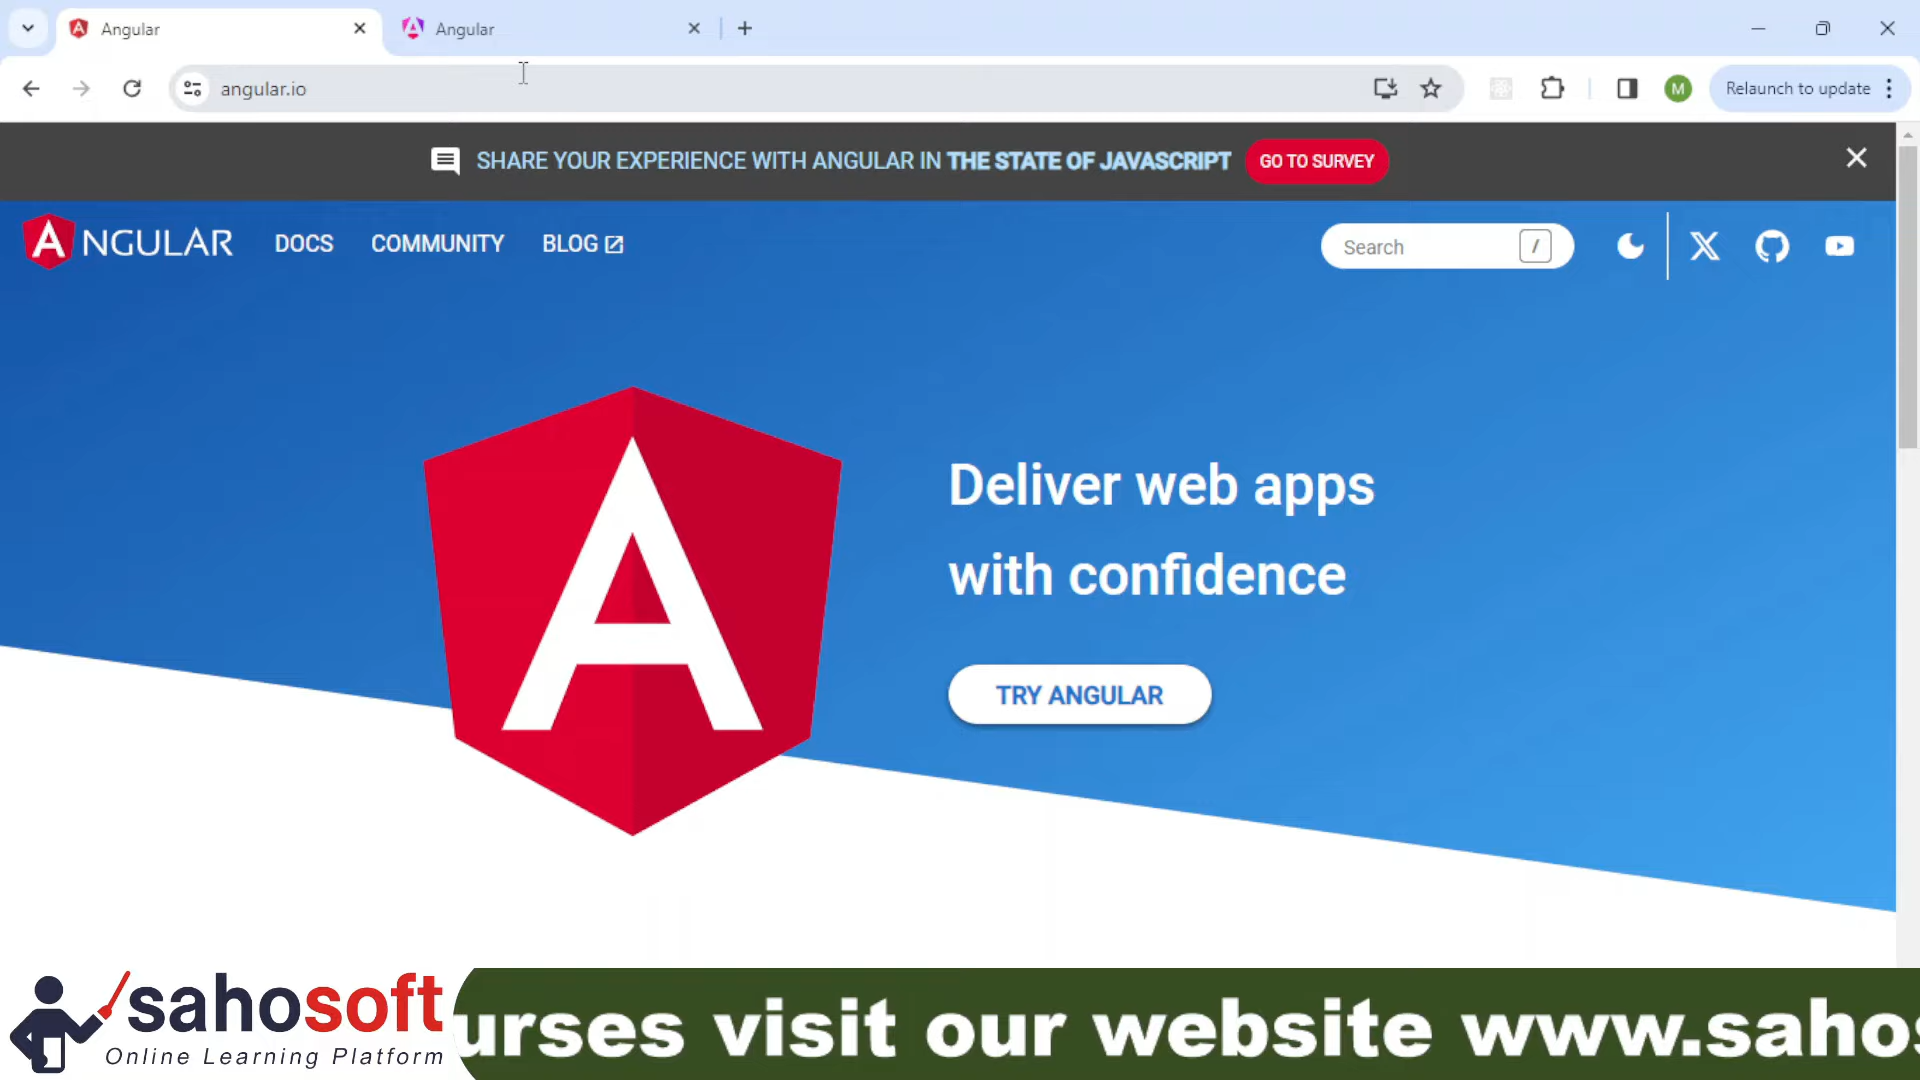 Angular
Angular
angular.io
M
Relaunch to update
SHARE YOUR EXPERIENCE WITH ANGULAR IN THE STATE OF JAVASCRIPT
GO TO SURVEY
ANGULAR
DOCS
COMMUNITY
BLOG
Search
/
A
Deliver web apps
with confidence
TRY ANGULAR
sahosoft
Online Learning Platform
urses visit our website www.sahos